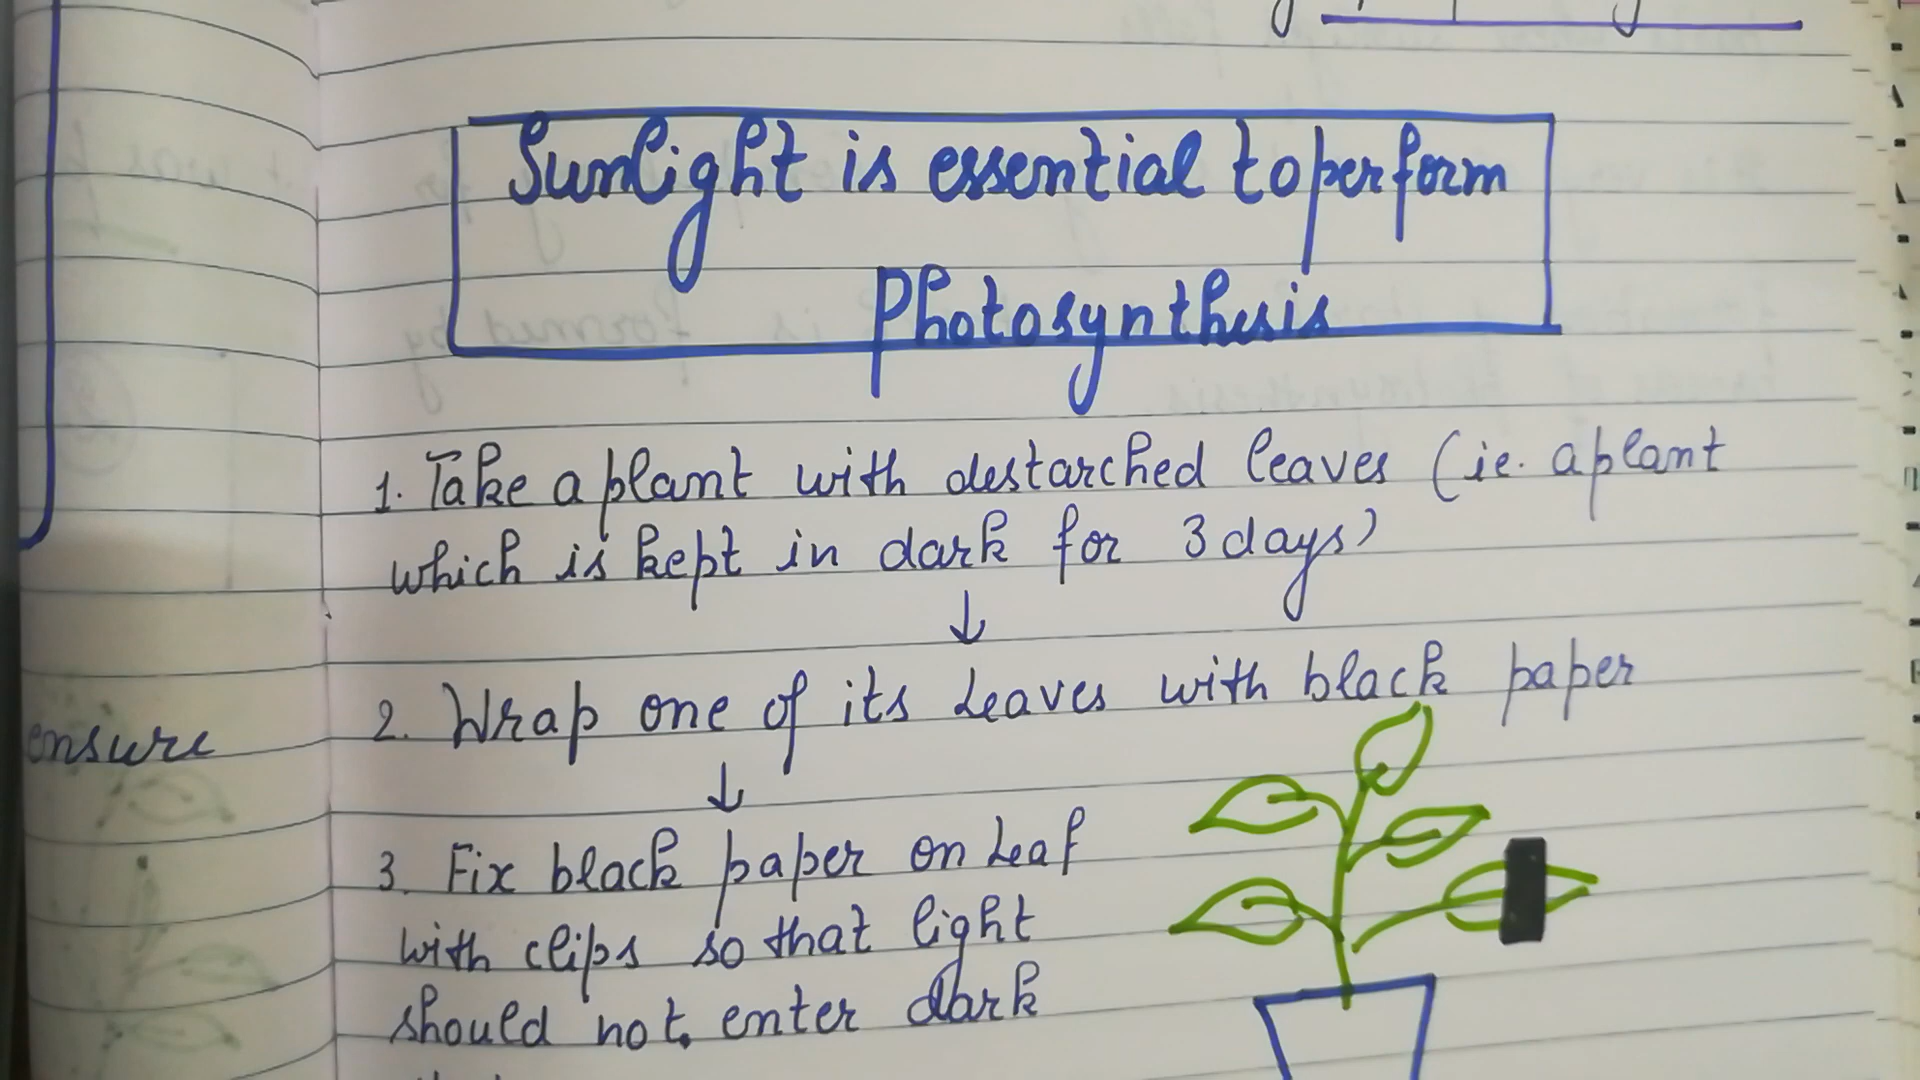 Sunlight is essential to perform
Photosynthesis
1. Take a plant with destarched leaves (ie. a plant
which is kept in dark for 3 days)
↓
2. Wrap one of its leaves with black paper
↓
ensure
3. Fix black paper on leaf
with clips so that light
should not enter dark